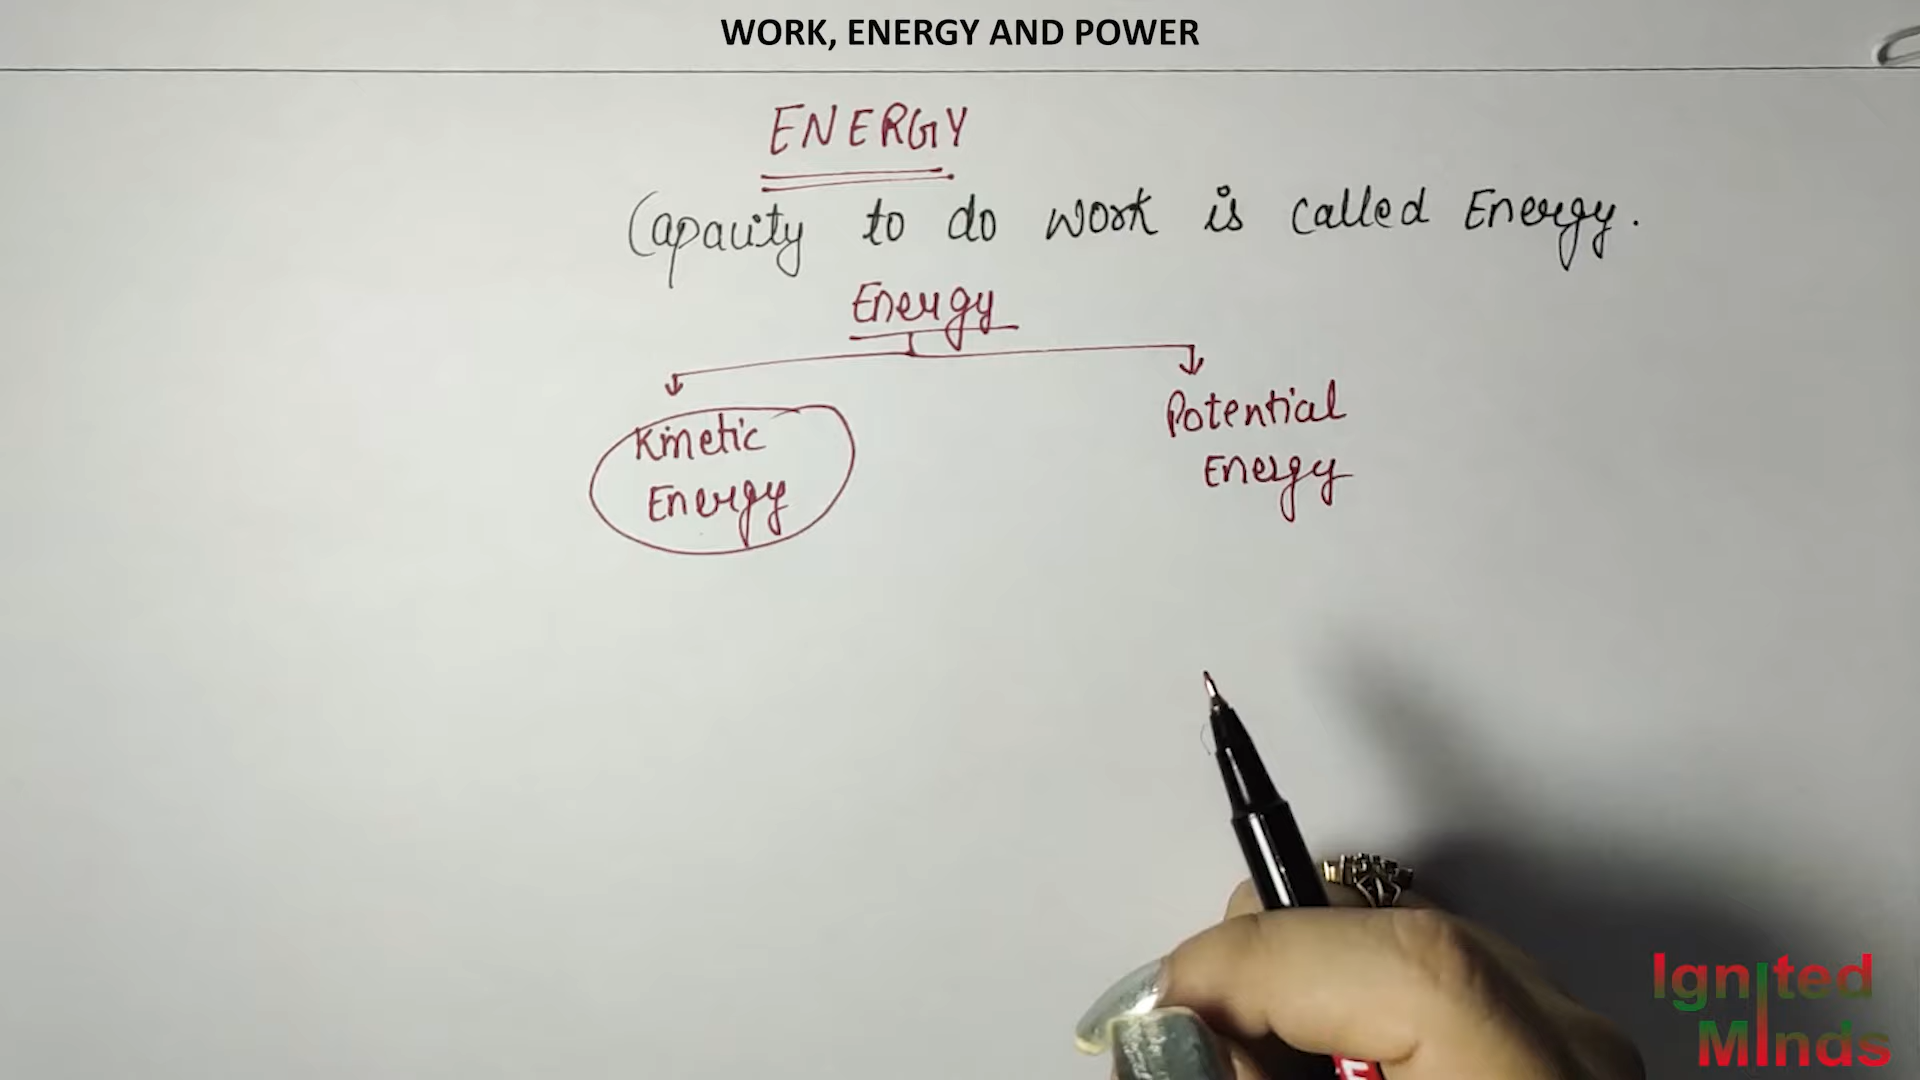 WORK, ENERGY AND POWER
ENERGY
Capacity to do work is called Energy.
Energy
Kinetic
Energy
Potential
Energy
Ignited
Minds